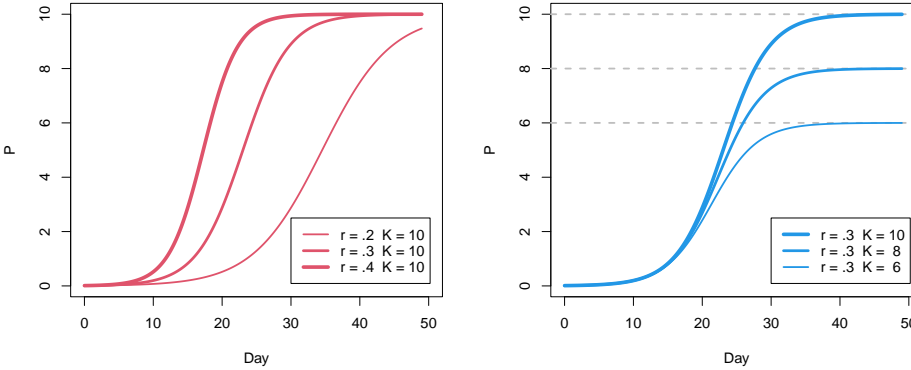 P
10
8
6
4
2
0
r = .2 K = 10
r = .3 K = 10
r = .4 K = 10
0 10 20 30 40 50
Day
P
10
8
6
4
2
0
r = .3 K = 10
r = .3 K = 8
r = .3 K = 6
0 10 20 30 40 50
Day